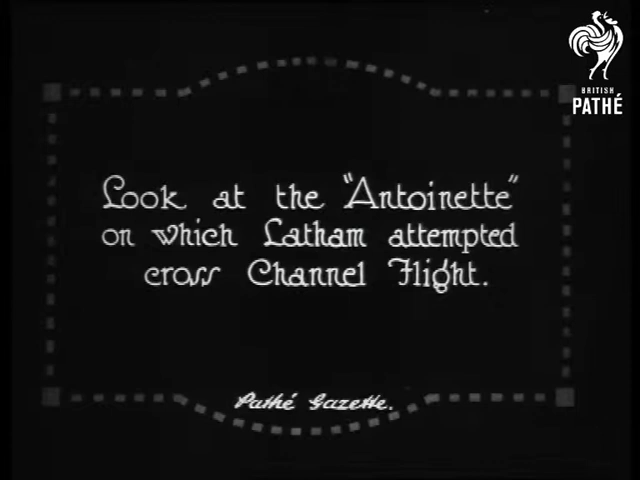 BRITISH
PATHÉ
Look at the "Antoinette"
on which Latham attempted
cross Channel Flight.
Pathé Gazette.